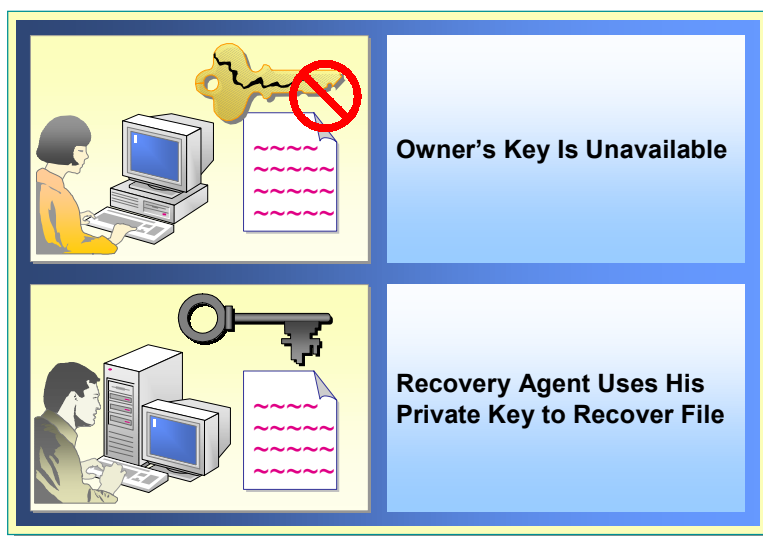 Owner’s Key Is Unavailable
Recovery Agent Uses His
Private Key to Recover File